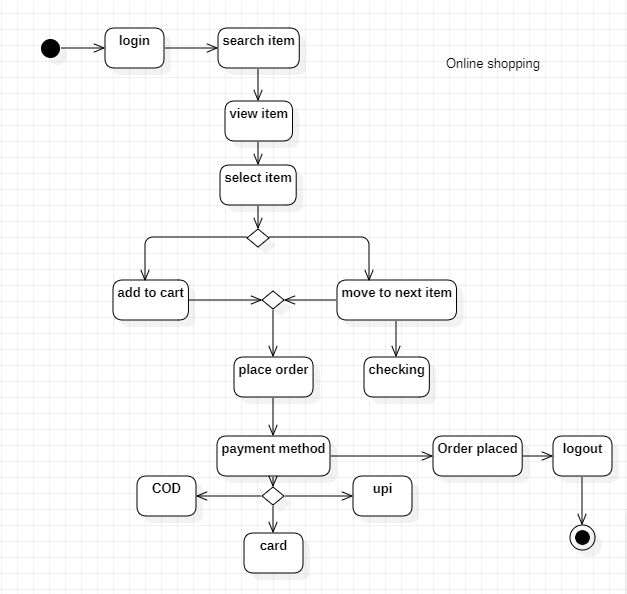 login
search item
Online shopping
view item
select item
add to cart
move to next item
place order
checking
payment method
Order placed
logout
COD
upi
card